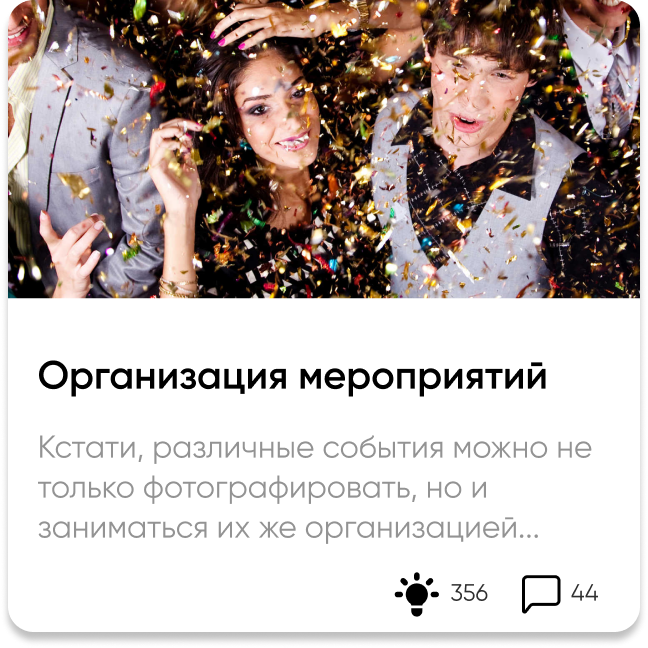 Организация мероприятий
Кстати, различные события можно не
только фотографировать, но и
заниматься их же организацией...
356 44